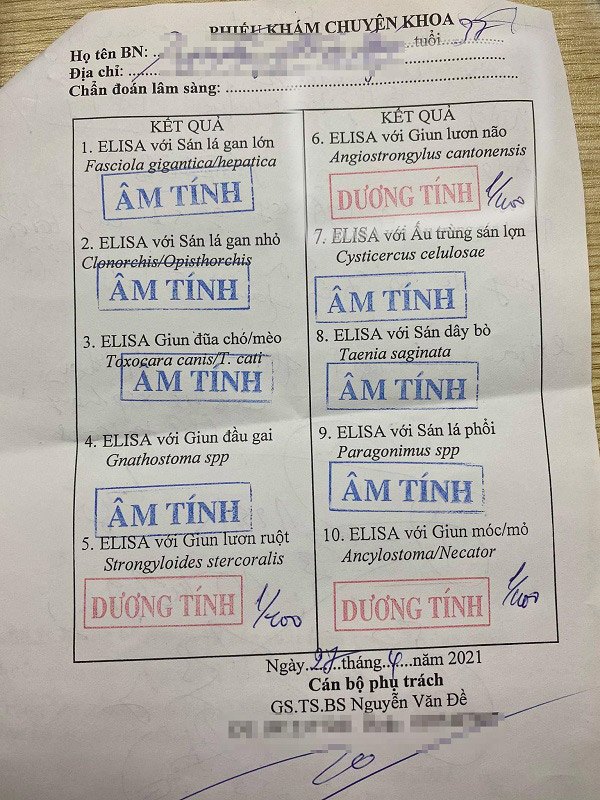 PHIẾU KHÁM CHUYÊN KHOA
Họ tên BN: ........ tuổi
Địa chỉ: ........
Chẩn đoán lâm sàng: ........
KẾT QUẢ
1. ELISA với Sán lá gan lớn
Fasciola gigantica/hepatica
ÂM TÍNH
2. ELISA với Sán lá gan nhỏ
Clonorchis/Opisthorchis
ÂM TÍNH
3. ELISA Giun đũa chó/mèo
Toxocara canis/T. cati
ÂM TÍNH
4. ELISA với Giun đầu gai
Gnathostoma spp
ÂM TÍNH
5. ELISA với Giun lươn ruột
Strongyloides stercoralis
DƯƠNG TÍNH 1/400
KẾT QUẢ
6. ELISA với Giun lươn não
Angiostrongylus cantonensis
DƯƠNG TÍNH 1/400
7. ELISA với Ấu trùng sán lợn
Cysticercus celulosae
ÂM TÍNH
8. ELISA với Sán dây bò
Taenia saginata
ÂM TÍNH
9. ELISA với Sán lá phổi
Paragonimus spp
ÂM TÍNH
10. ELISA với Giun móc/mỏ
Ancylostoma/Necator
DƯƠNG TÍNH 1/400
Ngày..27..tháng..4....năm 2021
Cán bộ phụ trách
GS.TS.BS Nguyễn Văn Đề